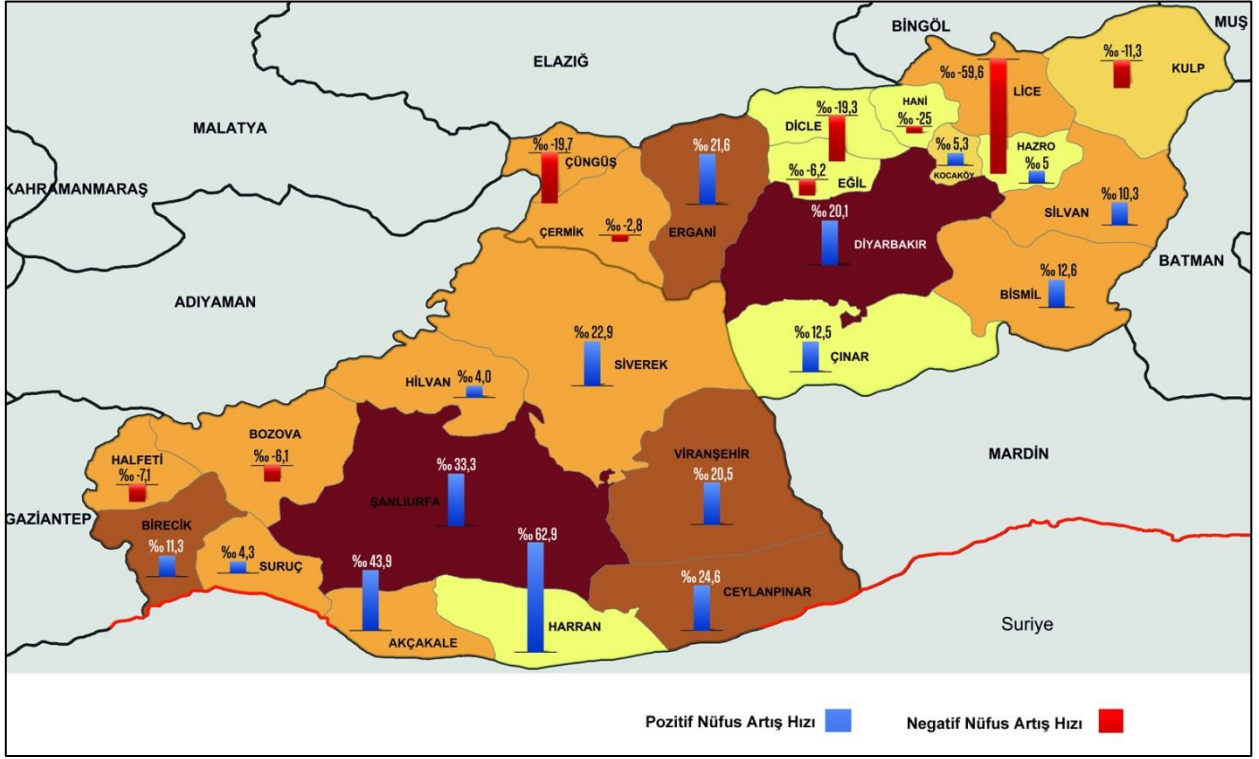 BİNGÖL
MUŞ
ELAZIĞ
‰ -11,3
KULP
‰ -59,6
LİCE
MALATYA
‰ -19,3
DİCLE
HANİ
‰ -25
‰ -19,7
ÇÜNGÜŞ
‰ 21,6
‰ 5,3
KOCAKÖY
HAZRO
‰ 5
KAHRAMANMARAŞ
‰ -6,2
EĞİL
‰ 10,3
SİLVAN
ÇERMİK
‰ -2,8
ERGANİ
‰ 20,1
DİYARBAKIR
BATMAN
ADIYAMAN
‰ 12,6
BİSMİL
‰ 22,9
SİVEREK
‰ 12,5
ÇINAR
HİLVAN
‰ 4,0
BOZOVA
‰ -6,1
HALFETİ
‰ -7,1
VİRANŞEHİR
‰ 20,5
MARDİN
‰ 33,3
ŞANLIURFA
GAZİANTEP
BİRECİK
‰ 11,3
‰ 4,3
SURUÇ
‰ 43,9
‰ 62,9
‰ 24,6
CEYLANPINAR
AKÇAKALE
HARRAN
Suriye
Pozitif Nüfus Artış Hızı
Negatif Nüfus Artış Hızı